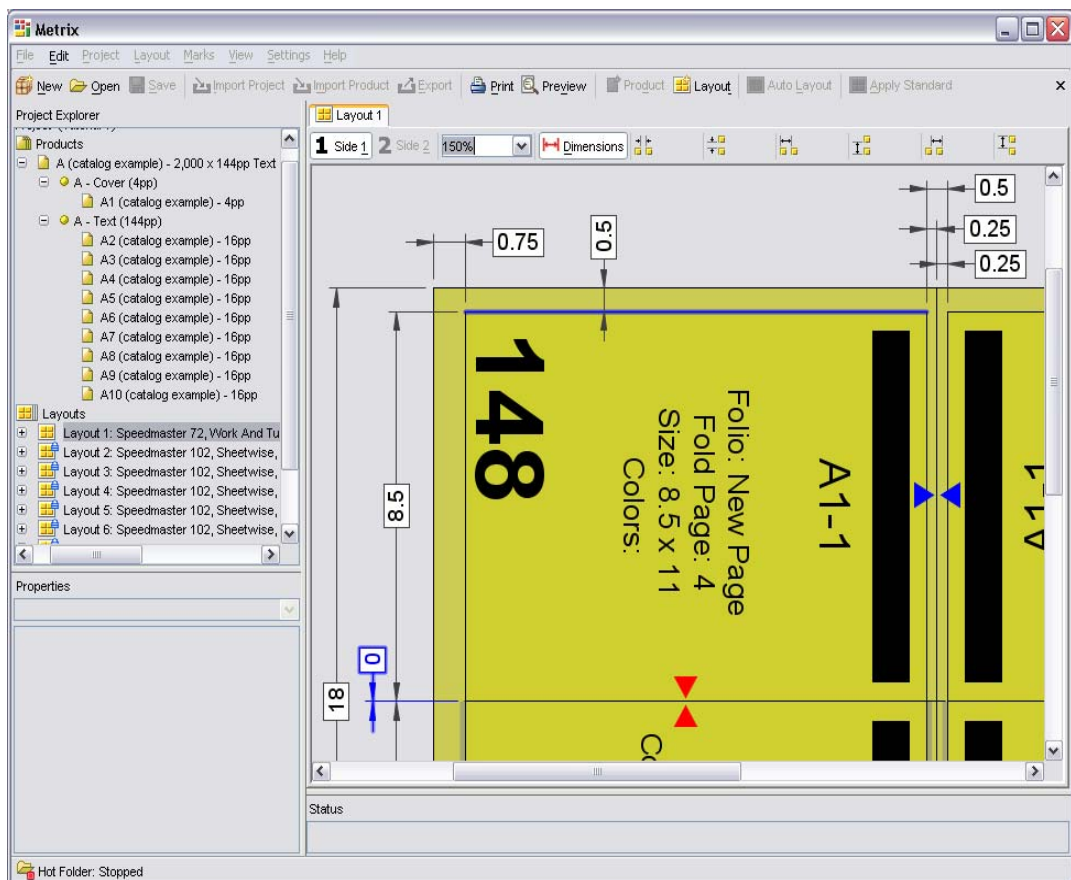 Metrix
File Edit Project Layout Marks View Settings Help
New Open Save Import Project Import Product Export Print Preview Product Layout Auto Layout Apply Standard x
Project Explorer
Products
A (catalog example) - 2,000 x 144pp Text
A - Cover (4pp)
A1 (catalog example) - 4pp
A - Text (144pp)
A2 (catalog example) - 16pp
A3 (catalog example) - 16pp
A4 (catalog example) - 16pp
A5 (catalog example) - 16pp
A6 (catalog example) - 16pp
A7 (catalog example) - 16pp
A8 (catalog example) - 16pp
A9 (catalog example) - 16pp
A10 (catalog example) - 16pp
Layouts
Layout 1: Speedmaster 72, Work And Tu
Layout 2: Speedmaster 102, Sheetwise,
Layout 3: Speedmaster 102, Sheetwise,
Layout 4: Speedmaster 102, Sheetwise,
Layout 5: Speedmaster 102, Sheetwise,
Layout 6: Speedmaster 102, Sheetwise,
Properties
Layout 1
1 Side 1 2 Side 2 150% Dimensions
0.5
0.25
0.25
0.75
0.5
8.5
0
18
148
Folio: New Page
Fold Page: 4
Size: 8.5 x 11
Colors:
A1-1
A1-1
Co
Status
Hot Folder: Stopped